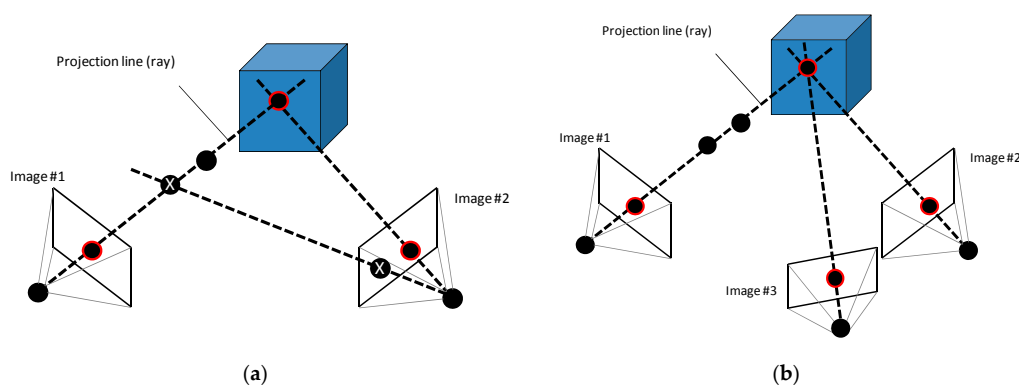 Projection line (ray)
Image #1
Image #2
X
X
(a)
Projection line (ray)
Image #1
Image #2
Image #3
(b)